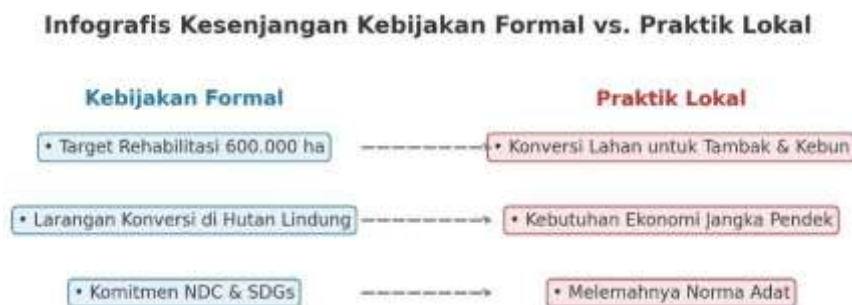 Infografis Kesenjangan Kebijakan Formal vs. Praktik Lokal
Kebijakan Formal
Praktik Lokal
• Target Rehabilitasi 600.000 ha
• Konversi Lahan untuk Tambak & Kebun
• Larangan Konversi di Hutan Lindung
• Kebutuhan Ekonomi Jangka Pendek
• Komitmen NDC & SDGs
• Melemahnya Norma Adat